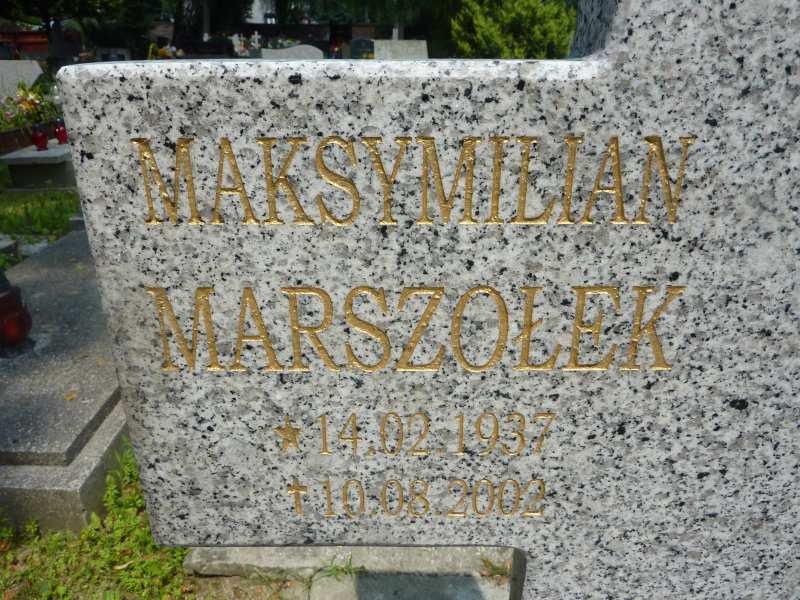 MAKSYMILIAN
MARSZOŁEK
★14.02.1937
✝10.08.2002